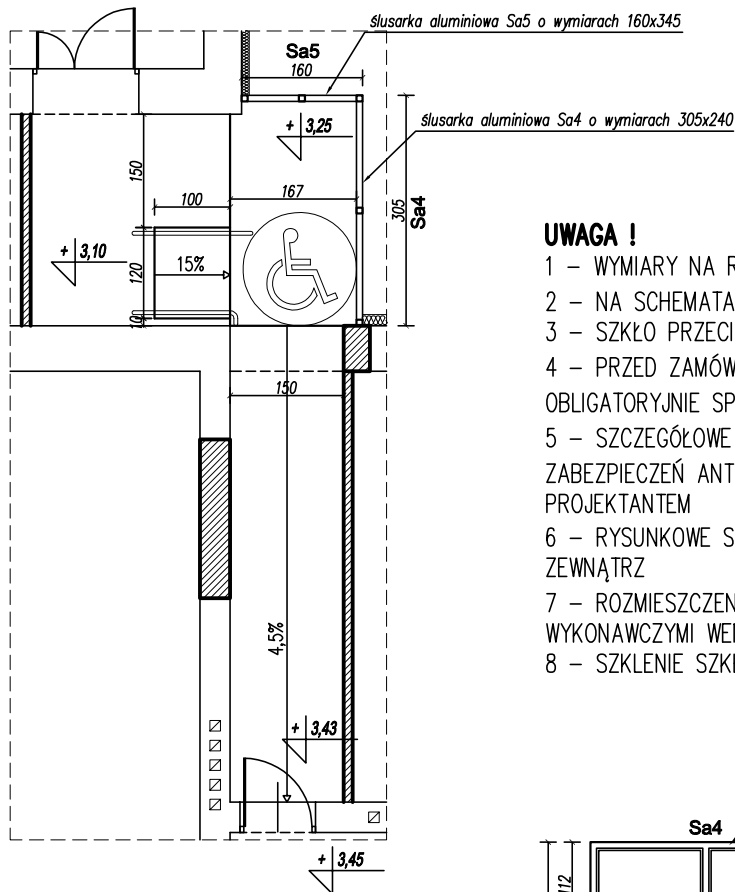 ślusarka aluminiowa Sa5 o wymiarach 160x345
Sa5
160
ślusarka aluminiowa Sa4 o wymiarach 305x240
+ 3,25
150
100
167
305
Sa4
+ 3,10
15%
120
10
150
UWAGA !
1 – WYMIARY NA R
2 – NA SCHEMATA
3 – SZKŁO PRZECI
4 – PRZED ZAMÓW
OBLIGATORYJNIE SP
5 – SZCZEGÓŁOWE
ZABEZPIECZEŃ ANT
PROJEKTANTEM
6 – RYSUNKOWE S
ZEWNĄTRZ
7 – ROZMIESZCZEN
WYKONAWCZYMI WE
8 – SZKLENIE SZK
4,5%
+ 3,43
+ 3,45
Sa4
112